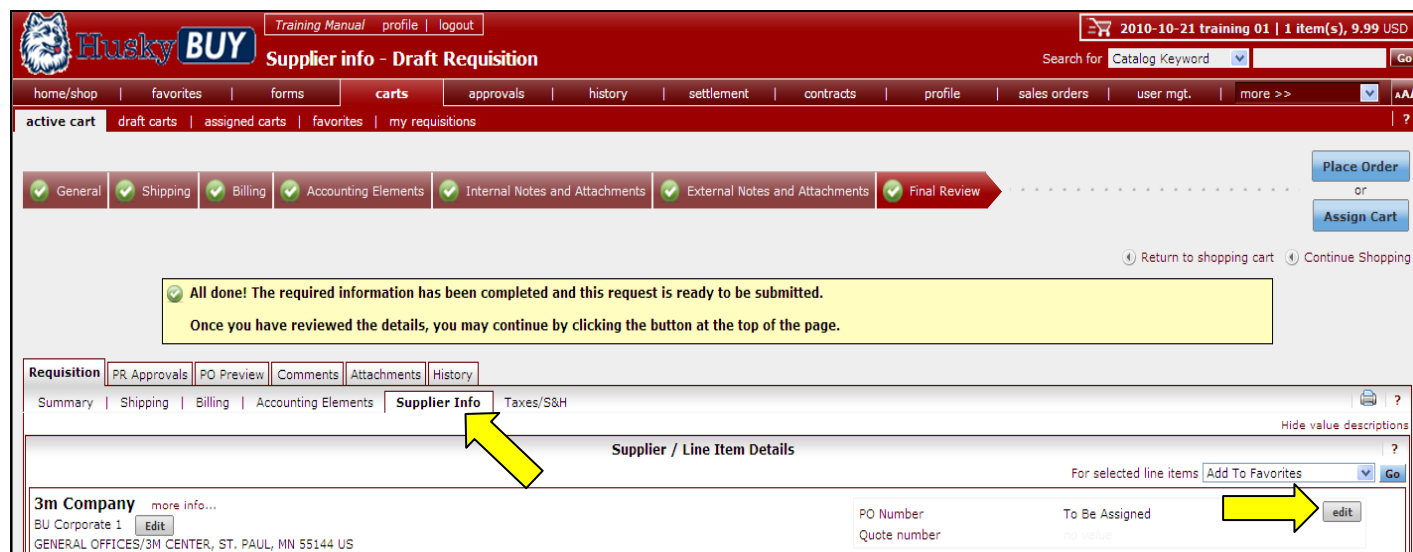 Training Manual profile | logout
2010-10-21 training 01 | 1 item(s), 9.99 USD
Husky BUY
Supplier info - Draft Requisition
Search for Catalog Keyword Go
home/shop | favorites | forms carts approvals | history | settlement | contracts | profile | sales orders | user mgt. | more >> AAA
active cart draft carts | assigned carts | favorites | my requisitions | ?
Place Order
General Shipping Billing Accounting Elements Internal Notes and Attachments External Notes and Attachments Final Review
or
Assign Cart
Return to shopping cart Continue Shopping
All done! The required information has been completed and this request is ready to be submitted.
Once you have reviewed the details, you may continue by clicking the button at the top of the page.
Requisition PR Approvals PO Preview Comments Attachments History
Summary | Shipping | Billing | Accounting Elements Supplier Info Taxes/S&H ?
Hide value descriptions
Supplier / Line Item Details ?
For selected line items Add To Favorites Go
3m Company more info...
PO Number To Be Assigned edit
BU Corporate 1 Edit
Quote number no value
GENERAL OFFICES/3M CENTER, ST. PAUL, MN 55144 US